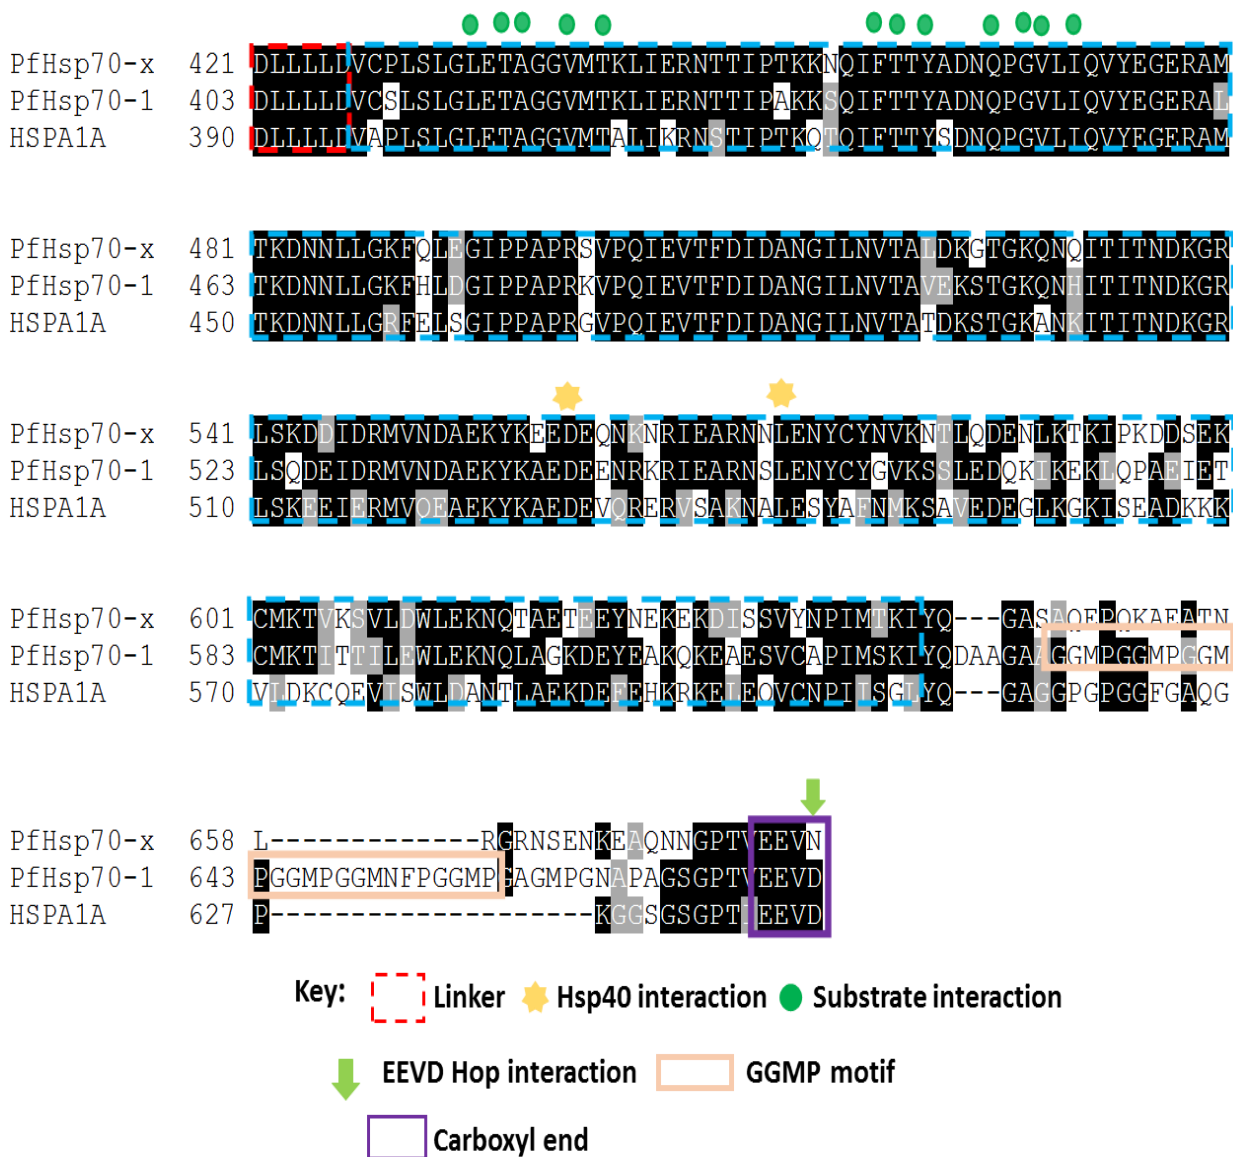 PfHsp70-x 421 DLLLLDVCPLSLGLETAGGVMTKLIERNTTIPTKKNQIFTTYADNQPGVLIQVYEGERAM
PfHsp70-1 403 DLLLLDVCSLSLGLETAGGVMTKLIERNTTIPAKKSQIFTTYADNQPGVLIQVYEGERAL
HSPA1A 390 DLLLLDVAPLSLGLETAGGVMTALIKRNSTIPTKQTQIFTTYSDNQPGVLIQVYEGERAM
PfHsp70-x 481 TKDNNLLGKFQLEGIPPAPRSVPQIEVTFDIDANGILNVTALDKGTGKQNQITITNDKGR
PfHsp70-1 463 TKDNNLLGKFHLDGIPPAPRKVPQIEVTFDIDANGILNVTAVEKSTGKQNHITITNDKGR
HSPA1A 450 TKDNNLLGRFELSGIPPAPRGVPQIEVTFDIDANGILNVTATDKSTGKANKITITNDKGR
PfHsp70-x 541 LSKDDIDRMVNDAEKYKEEDEQNKNRIEARNNLENYCYNVKNTLQDENLKTKIPKDDSEK
PfHsp70-1 523 LSQDEIDRMVNDAEKYKAEDEENRKRIEARNSLENYCYGVKSSLEDQKIKEKLQPAEIET
HSPA1A 510 LSKEEIERMVQEAEKYKAEDEVQRERVSAKNALESYAFNMKSAVEDEGLKGKISEADKKK
PfHsp70-x 601 CMKTVKSVLDWLEKNQTAETEEYNEKEKDISSVYNPIMTKIYQ---GASAQEPQKAEATN
PfHsp70-1 583 CMKTITTILEWLEKNQLAGKDEYEAKQKEAESVCAPIMSKIYQDAAGAAGGMPGGMPGGM
HSPA1A 570 VLDKCQEVISWLDANTLAEKDEFEHKRKELEQVCNPIISGLYQ---GAGGPGPGGFGAQG
PfHsp70-x 658 L-------------RGRNSENKEAQNNGPTVEEVN
PfHsp70-1 643 PGGMPGGMNFPGGMPGAGMPGNAPAGSGPTVEEVD
HSPA1A 627 P--------------------KGGSGSGPTIEEVD
Key: Linker Hsp40 interaction Substrate interaction
EEVD Hop interaction GGMP motif
Carboxyl end